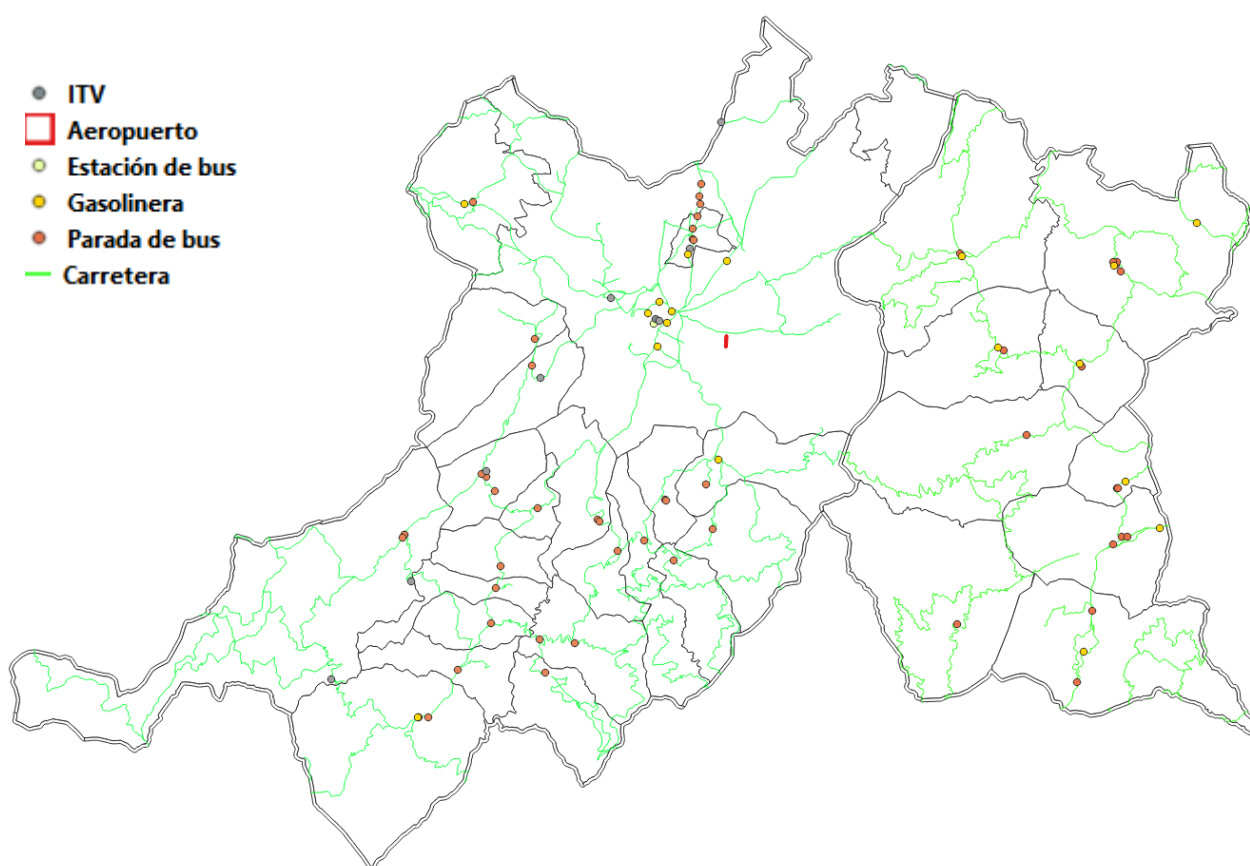 ITV
Aeropuerto
Estación de bus
Gasolinera
Parada de bus
Carretera